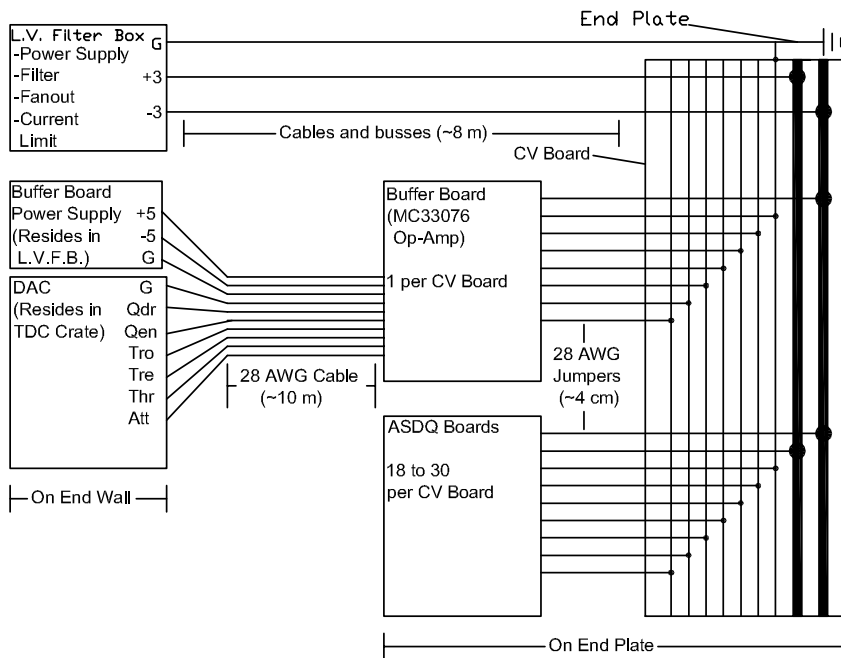 End Plate
L.V. Filter Box
G
-Power Supply
-Filter
+3
-Fanout
-Current
-3
Limit
Cables and busses (~8 m)
CV Board
Buffer Board
Power Supply
+5
(Resides in
-5
L.V.F.B.)
G
Buffer Board
(MC33076
Op-Amp)
1 per CV Board
DAC
G
(Resides in
Qdr
TDC Crate)
Qen
Tro
Tre
Thr
Att
28 AWG Cable
(~10 m)
28 AWG
Jumpers
(~4 cm)
ASDQ Boards
18 to 30
per CV Board
On End Wall
On End Plate